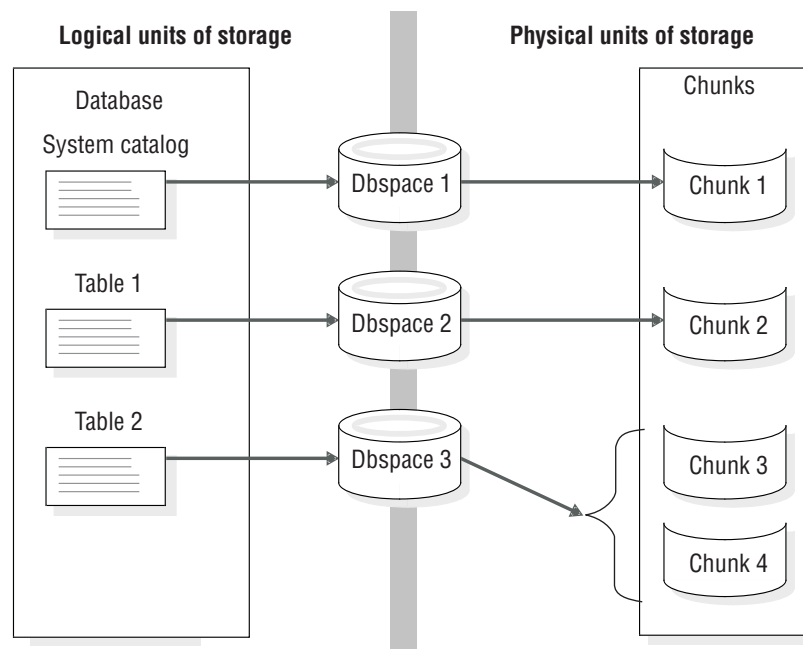 Logical units of storage
Physical units of storage
Database
Chunks
System catalog
Dbspace 1
Chunk 1
Table 1
Dbspace 2
Chunk 2
Table 2
Dbspace 3
Chunk 3
Chunk 4